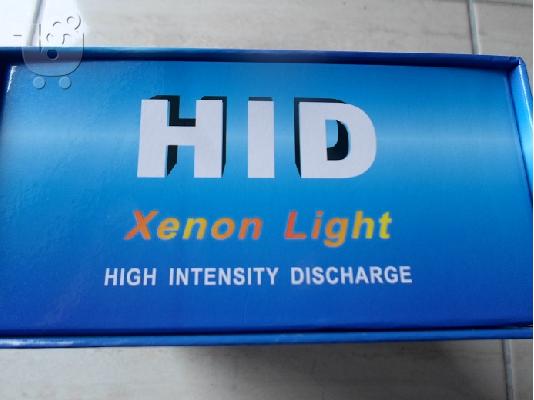 HID
Xenon Light
HIGH INTENSITY DISCHARGE